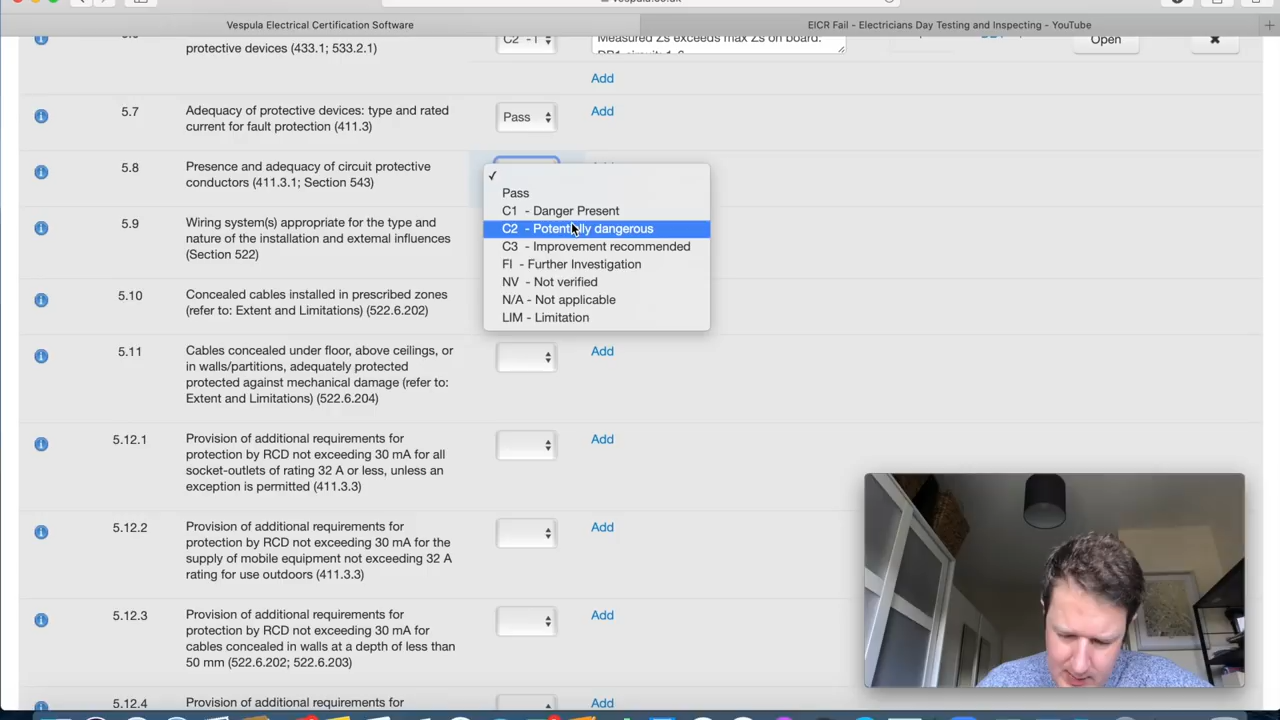 Vespula Electrical Certification Software
EICR Fail - Electricians Day Testing and Inspecting - YouTube
protective devices (433.1; 533.2.1)
C2 - I
Measured Zs exceeds max Zs on board.
Open
Add
5.7
Adequacy of protective devices: type and rated
current for fault protection (411.3)
Pass
Add
5.8
Presence and adequacy of circuit protective
conductors (411.3.1; Section 543)
✓
Pass
C1 - Danger Present
C2 - Potentially dangerous
C3 - Improvement recommended
FI - Further Investigation
NV - Not verified
N/A - Not applicable
LIM - Limitation
5.9
Wiring system(s) appropriate for the type and
nature of the installation and external influences
(Section 522)
5.10
Concealed cables installed in prescribed zones
(refer to: Extent and Limitations) (522.6.202)
5.11
Cables concealed under floor, above ceilings, or
in walls/partitions, adequately protected
protected against mechanical damage (refer to:
Extent and Limitations) (522.6.204)
Add
5.12.1
Provision of additional requirements for
protection by RCD not exceeding 30 mA for all
socket-outlets of rating 32 A or less, unless an
exception is permitted (411.3.3)
Add
5.12.2
Provision of additional requirements for
protection by RCD not exceeding 30 mA for the
supply of mobile equipment not exceeding 32 A
rating for use outdoors (411.3.3)
Add
5.12.3
Provision of additional requirements for
protection by RCD not exceeding 30 mA for
cables concealed in walls at a depth of less than
50 mm (522.6.202; 522.6.203)
Add
5.12.4
Provision of additional requirements for
Add